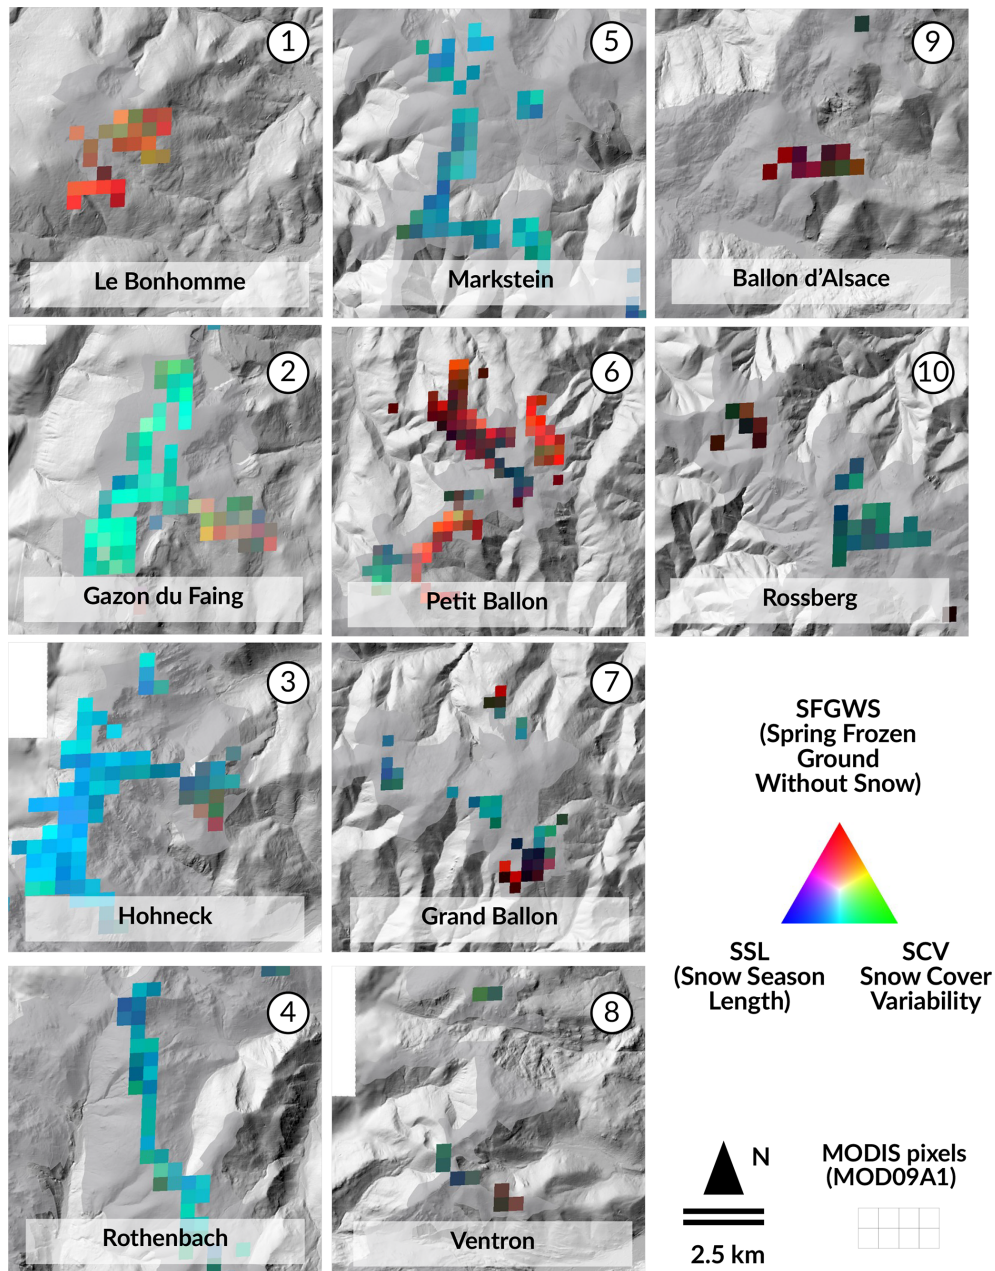 1
Le Bonhomme
5
Markstein
9
Ballon d'Alsace
2
Gazon du Faing
6
Petit Ballon
10
Rossberg
3
Hohneck
7
Grand Ballon
SFGWS
(Spring Frozen
Ground
Without Snow)
SSL
(Snow Season
Length)
SCV
Snow Cover
Variability
4
Rothenbach
8
Ventron
N
2.5 km
MODIS pixels
(MOD09A1)